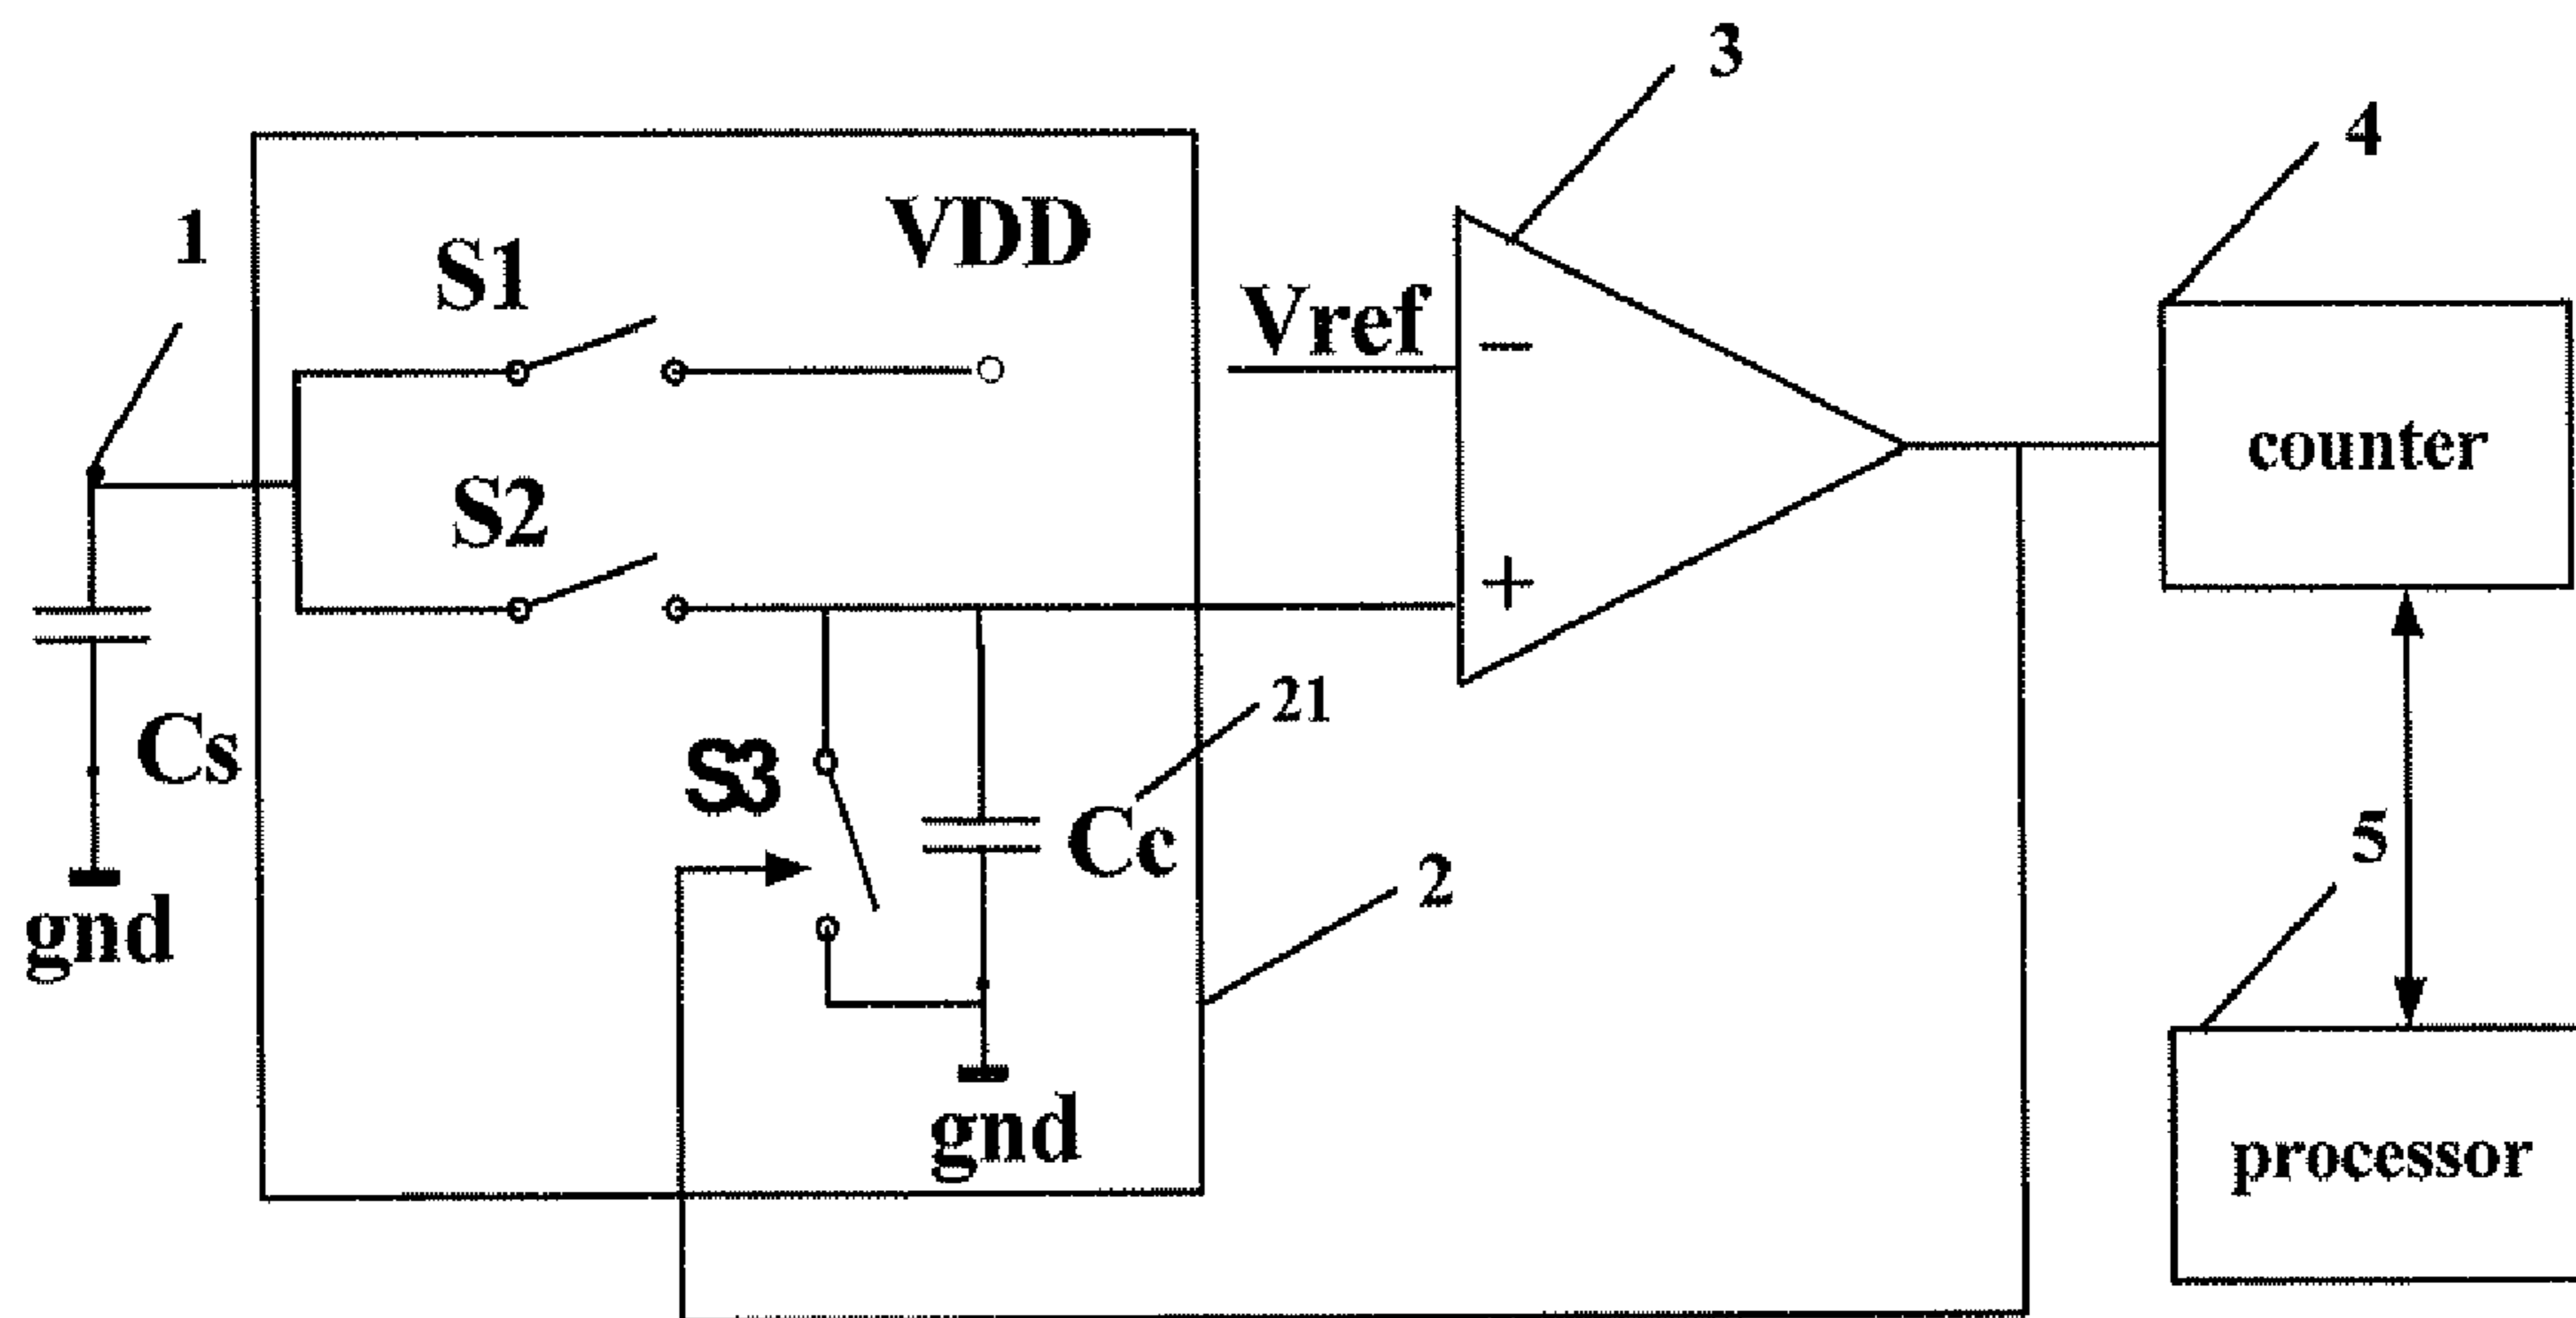 3
4
1
VDD
S1
Vref
−
counter
S2
+
21
S3
Cs
Cc
5
2
gnd
gnd
processor